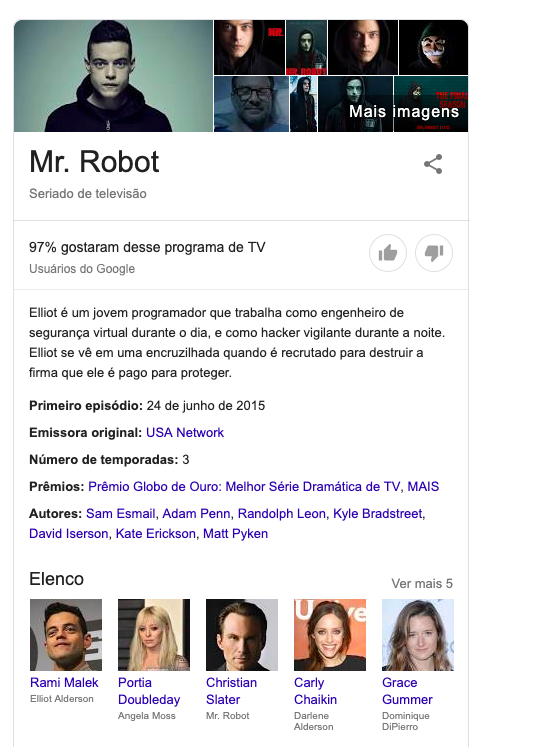 MR.
MR. ROBOT
Mais imagens
Mr. Robot
Seriado de televisão
97% gostaram desse programa de TV
Usuários do Google
Elliot é um jovem programador que trabalha como engenheiro de
segurança virtual durante o dia, e como hacker vigilante durante a noite.
Elliot se vê em uma encruzilhada quando é recrutado para destruir a
firma que ele é pago para proteger.
Primeiro episódio: 24 de junho de 2015
Emissora original: USA Network
Número de temporadas: 3
Prêmios: Prêmio Globo de Ouro: Melhor Série Dramática de TV, MAIS
Autores: Sam Esmail, Adam Penn, Randolph Leon, Kyle Bradstreet,
David Iserson, Kate Erickson, Matt Pyken
Elenco
Ver mais 5
Rami Malek
Elliot Alderson
Portia
Doubleday
Angela Moss
Christian
Slater
Mr. Robot
Carly
Chaikin
Darlene
Alderson
Grace
Gummer
Dominique
DiPierro